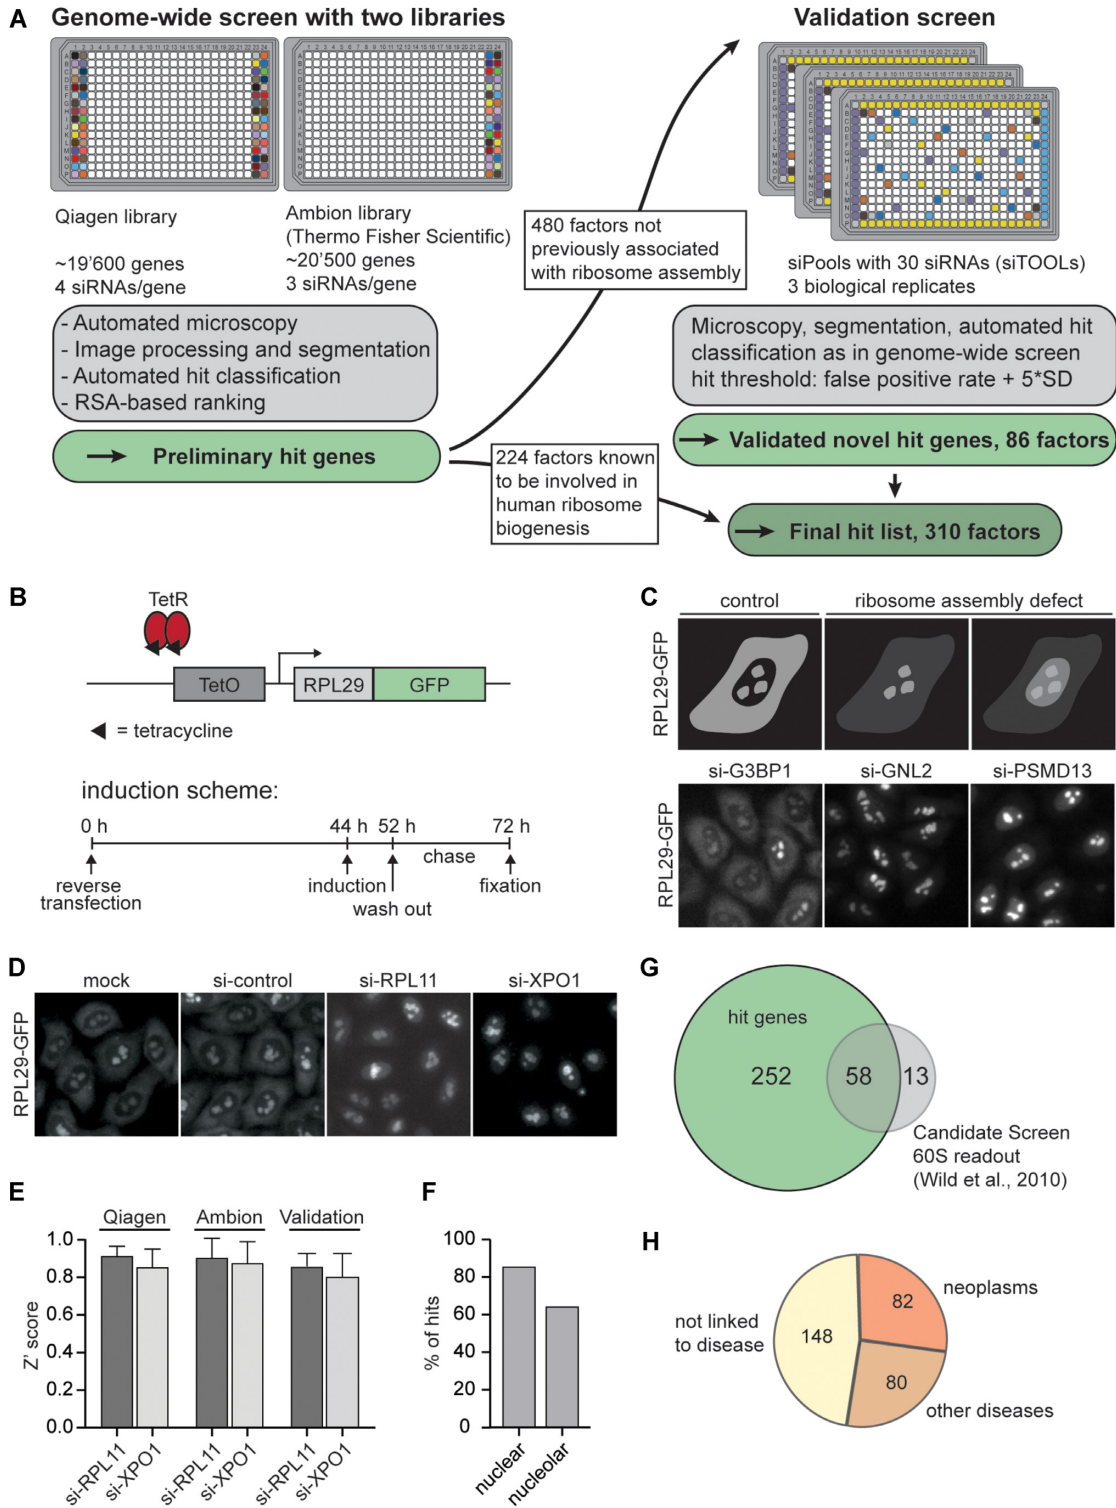 A
Genome-wide screen with two libraries
Validation screen
Qiagen library
~19'600 genes
4 siRNAs/gene
Ambion library
(Thermo Fisher Scientific)
~20'500 genes
3 siRNAs/gene
480 factors not
previously associated
with ribosome assembly
siPools with 30 siRNAs (siTOOLs)
3 biological replicates
- Automated microscopy
- Image processing and segmentation
- Automated hit classification
- RSA-based ranking
Microscopy, segmentation, automated hit
classification as in genome-wide screen
hit threshold: false positive rate + 5*SD
Preliminary hit genes
Validated novel hit genes, 86 factors
224 factors known
to be involved in
human ribosome
biogenesis
Final hit list, 310 factors
B
TetR
TetO
RPL29
GFP
= tetracycline
induction scheme:
0 h
44 h
52 h
72 h
chase
reverse
transfection
induction
wash out
fixation
C
control
ribosome assembly defect
RPL29-GFP
si-G3BP1
si-GNL2
si-PSMD13
RPL29-GFP
D
mock
si-control
si-RPL11
si-XPO1
RPL29-GFP
G
hit genes
252
58
13
Candidate Screen
60S readout
(Wild et al., 2010)
E
Qiagen
Ambion
Validation
Z' score
1.0
0.8
0.6
0.4
0.2
0.0
si-RPL11
si-XPO1
si-RPL11
si-XPO1
si-RPL11
si-XPO1
F
% of hits
100
80
60
40
20
0
nuclear
nucleolar
H
not linked
to disease
148
82
neoplasms
80
other diseases